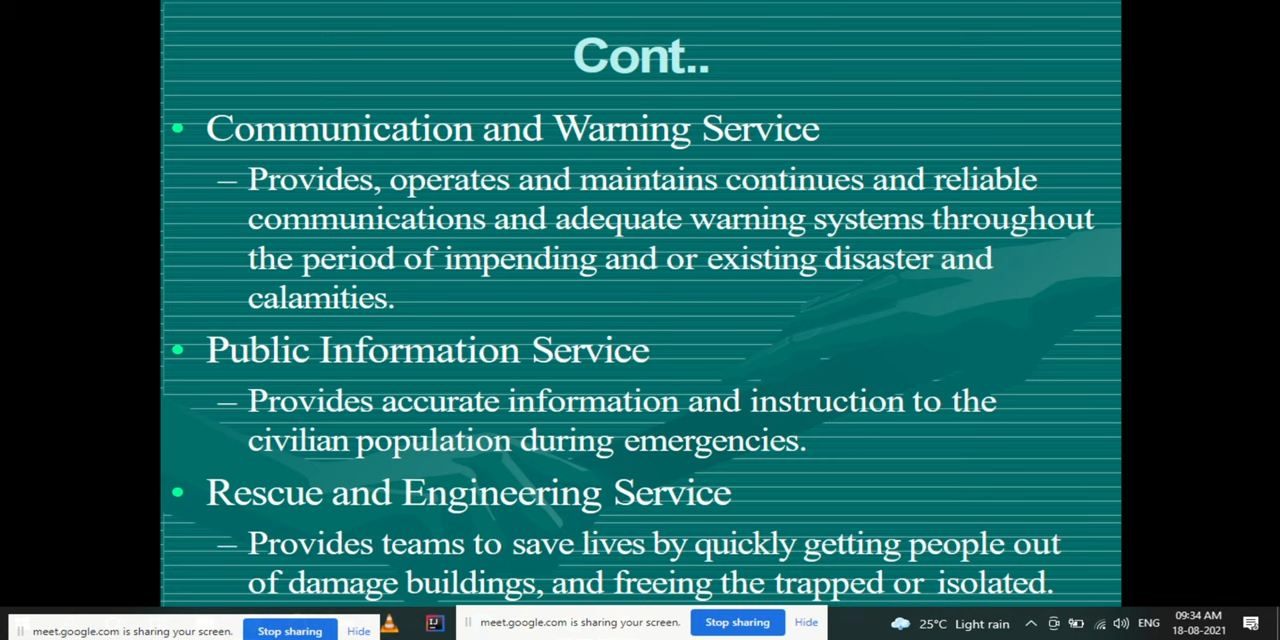 Cont..
• Communication and Warning Service
– Provides, operates and maintains continues and reliable
communications and adequate warning systems throughout
the period of impending and or existing disaster and
calamities.
• Public Information Service
– Provides accurate information and instruction to the
civilian population during emergencies.
• Rescue and Engineering Service
– Provides teams to save lives by quickly getting people out
of damage buildings, and freeing the trapped or isolated.
meet.google.com is sharing your screen. Stop sharing Hide
meet.google.com is sharing your screen. Stop sharing Hide
25°C Light rain
ENG
09:34 AM
18-08-2021